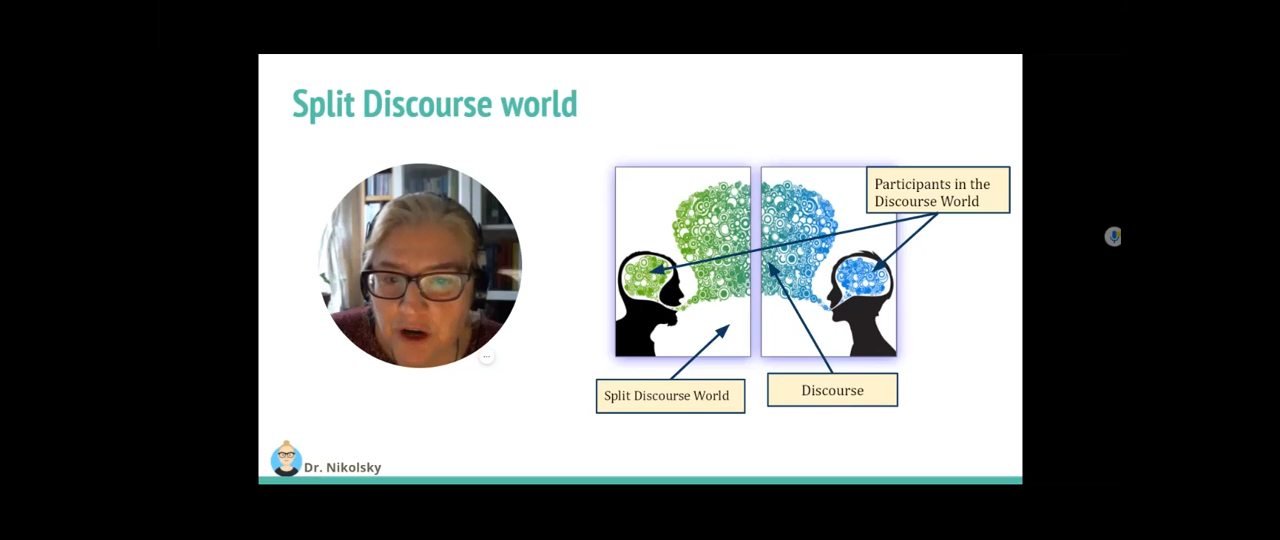 Split Discourse world
Participants in the
Discourse World
Split Discourse World
Discourse
Dr. Nikolsky